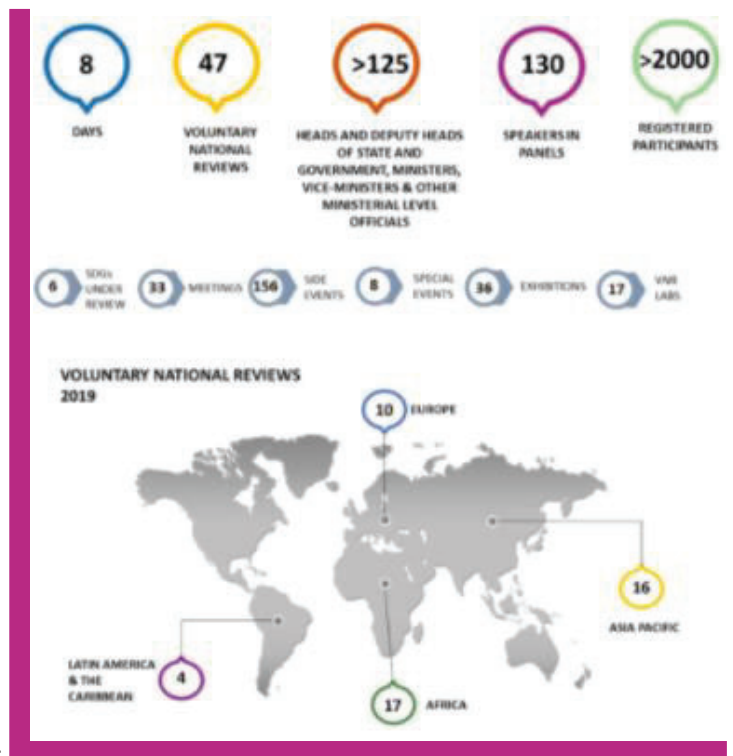 8
DAYS
47
VOLUNTARY
NATIONAL
REVIEWS
>125
HEADS AND DEPUTY HEADS
OF STATE AND
GOVERNMENT, MINISTERS,
VICE-MINISTERS & OTHER
MINISTERIAL LEVEL
OFFICIALS
130
SPEAKERS IN
PANELS
>2000
REGISTERED
PARTICIPANTS
6
SDGs
UNDER
REVIEW
33
MEETINGS
156
SIDE
EVENTS
8
SPECIAL
EVENTS
36
EXHIBITIONS
17
VNR
LABS
VOLUNTARY NATIONAL REVIEWS
2019
10 EUROPE
16
ASIA PACIFIC
LATIN AMERICA
& THE
CARIBBEAN
4
17 AFRICA